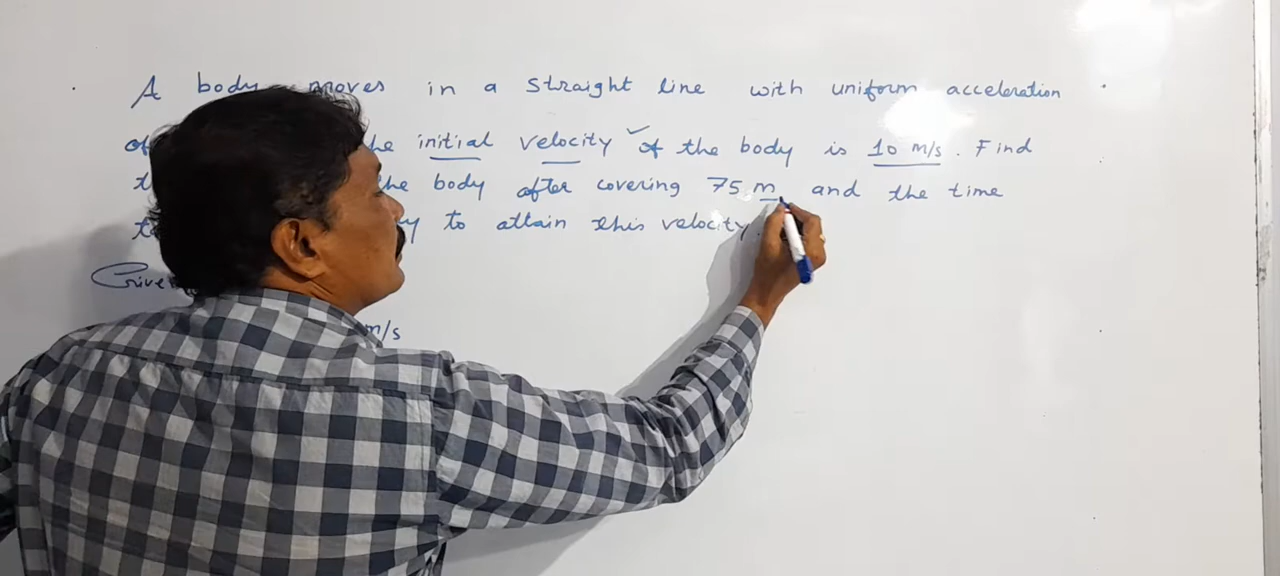 A body moves in a straight line with uniform acceleration
of he initial velocity ✓ of the body is 10 m/s. Find
the body after covering 75 m, and the time
to attain this velocity.
Given
m/s